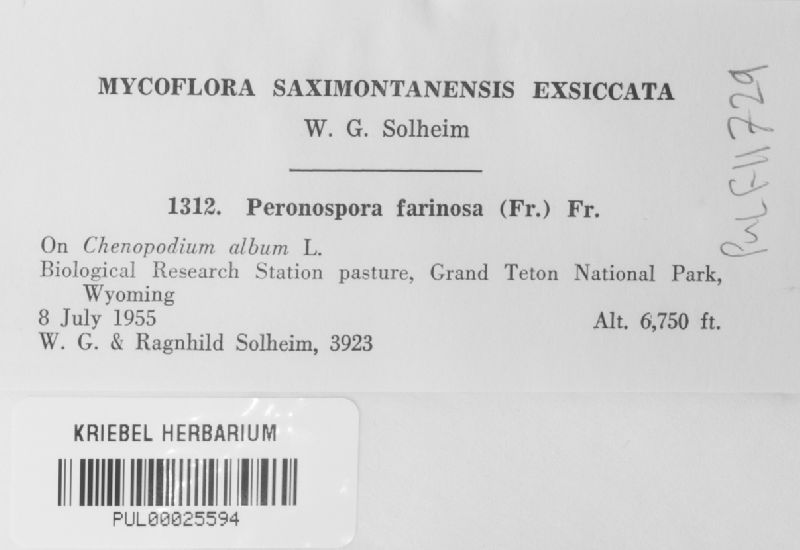 MYCOFLORA SAXIMONTANENSIS EXSICCATA
W. G. Solheim
1312. Peronospora farinosa (Fr.) Fr.
On Chenopodium album L.
Biological Research Station pasture, Grand Teton National Park,
Wyoming
8 July 1955 Alt. 6,750 ft.
W. G. & Ragnhild Solheim, 3923
PUL F11729
KRIEBEL HERBARIUM
PUL00025594